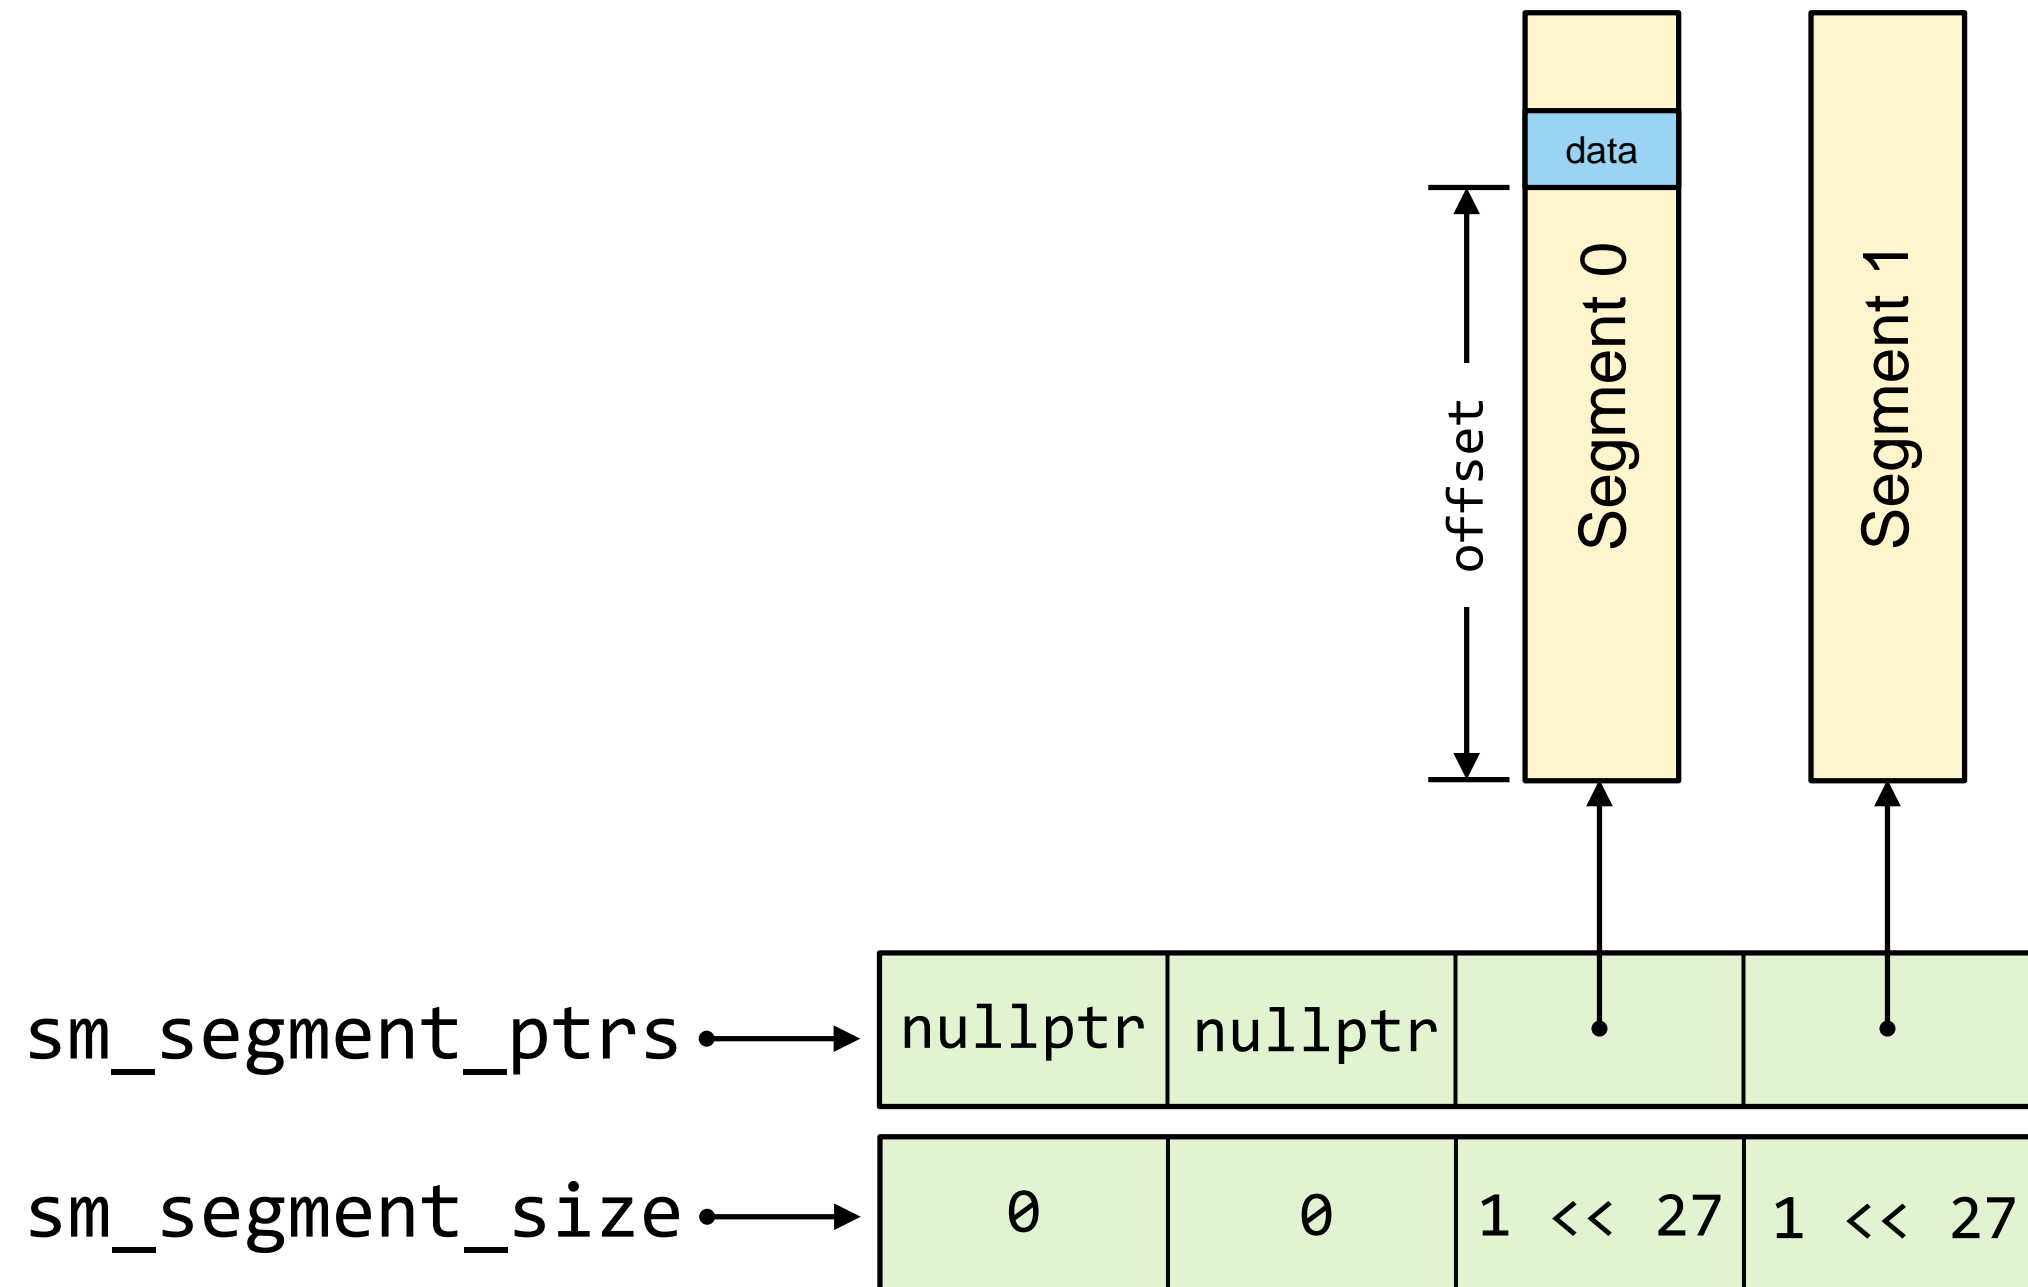 data
Segment 0
Segment 1
offset
sm_segment_ptrs
nullptr
nullptr
sm_segment_size
0
0
1 << 27
1 << 27